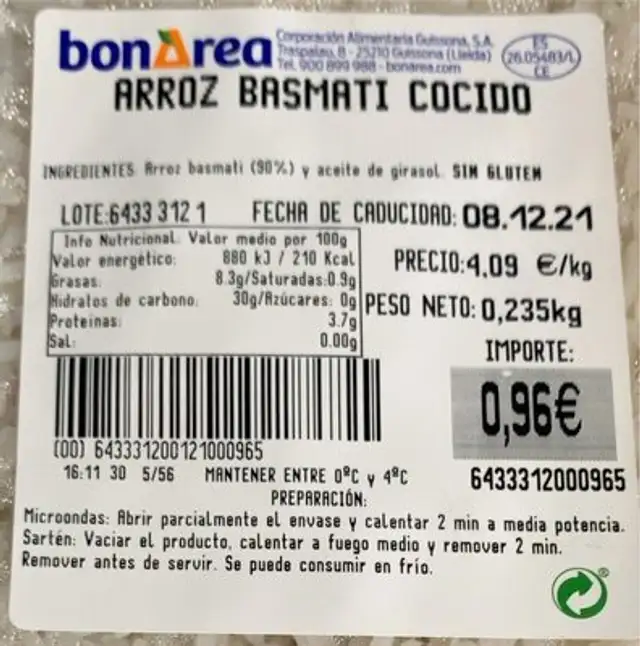 bonÀrea
Corporación Alimentaria Guissona, S.A.
Traspalau, 8 - 25210 Guissona (Lleida)
Tel. 900 899 988 - bonarea.com
ES
26.05483/L
CE
ARROZ BASMATI COCIDO
INGREDIENTES: Arroz basmati (90%) y aceite de girasol. SIN GLUTEN
LOTE:6433 312 1 FECHA DE CADUCIDAD: 08.12.21
Info Nutricional. Valor medio por 100g
Valor energético: 880 kJ / 210 Kcal
Grasas: 8.3g/Saturadas:0.9g
Hidratos de carbono: 30g/Azúcares: 0g
Proteinas: 3.7g
Sal: 0.00g
PRECIO:4,09 €/kg
PESO NETO: 0,235kg
IMPORTE:
0,96€
(00) 643331200121000965
6433312000965
16:11 30 5/56 MANTENER ENTRE 0ºC y 4ºC
PREPARACIÓN:
Microondas: Abrir parcialmente el envase y calentar 2 min a media potencia.
Sartén: Vaciar el producto, calentar a fuego medio y remover 2 min.
Remover antes de servir. Se puede consumir en frío.